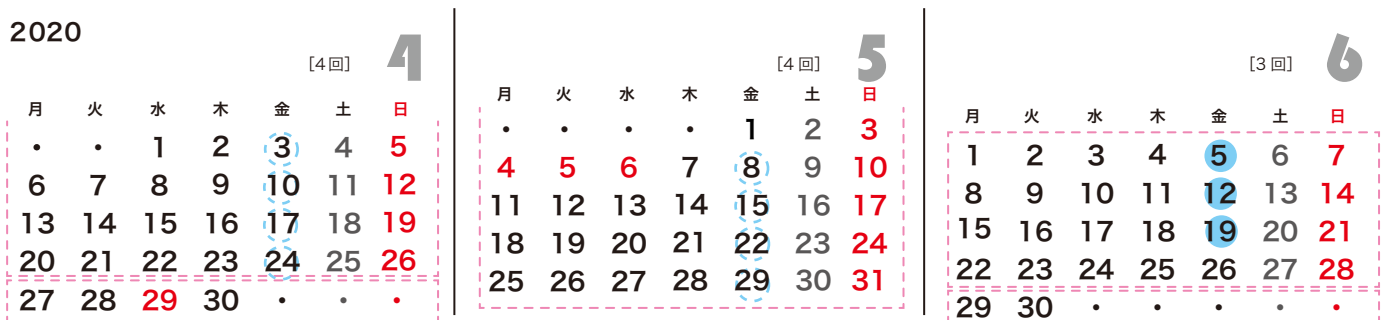 2020
[4回] 4
月 火 水 木 金 土 日
・ ・ 1 2 3 4 5
6 7 8 9 10 11 12
13 14 15 16 17 18 19
20 21 22 23 24 25 26
27 28 29 30 ・ ・ ・
[4回] 5
月 火 水 木 金 土 日
・ ・ ・ ・ 1 2 3
4 5 6 7 8 9 10
11 12 13 14 15 16 17
18 19 20 21 22 23 24
25 26 27 28 29 30 31
[3回] 6
月 火 水 木 金 土 日
1 2 3 4 5 6 7
8 9 10 11 12 13 14
15 16 17 18 19 20 21
22 23 24 25 26 27 28
29 30 ・ ・ ・ ・ ・